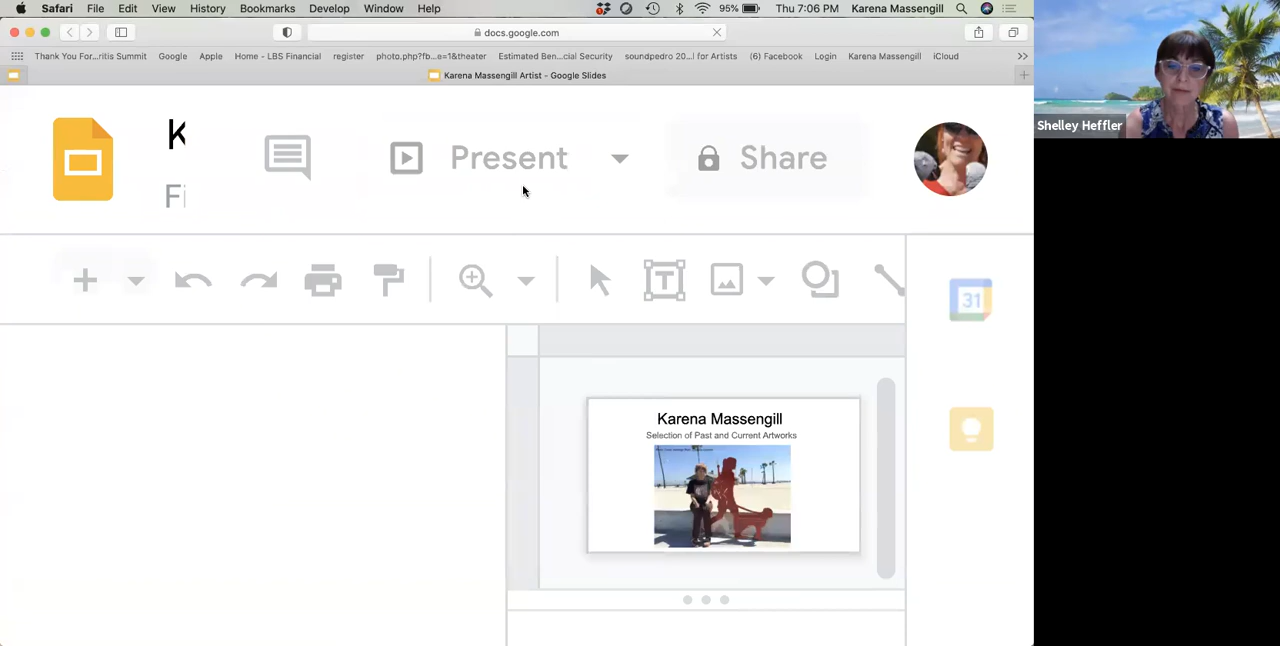 Safari File Edit View History Bookmarks Develop Window Help 95% Thu 7:06 PM Karena Massengill
docs.google.com
Thank You For...ritis Summit Google Apple Home - LBS Financial register photo.php?fb...e=1&theater Estimated Ben...cial Security soundpedro 20...l for Artists (6) Facebook Login Karena Massengill iCloud
Karena Massengill Artist - Google Slides
Shelley Heffler
K
Present
Share
Fi
T
31
Karena Massengill
Selection of Past and Current Artworks